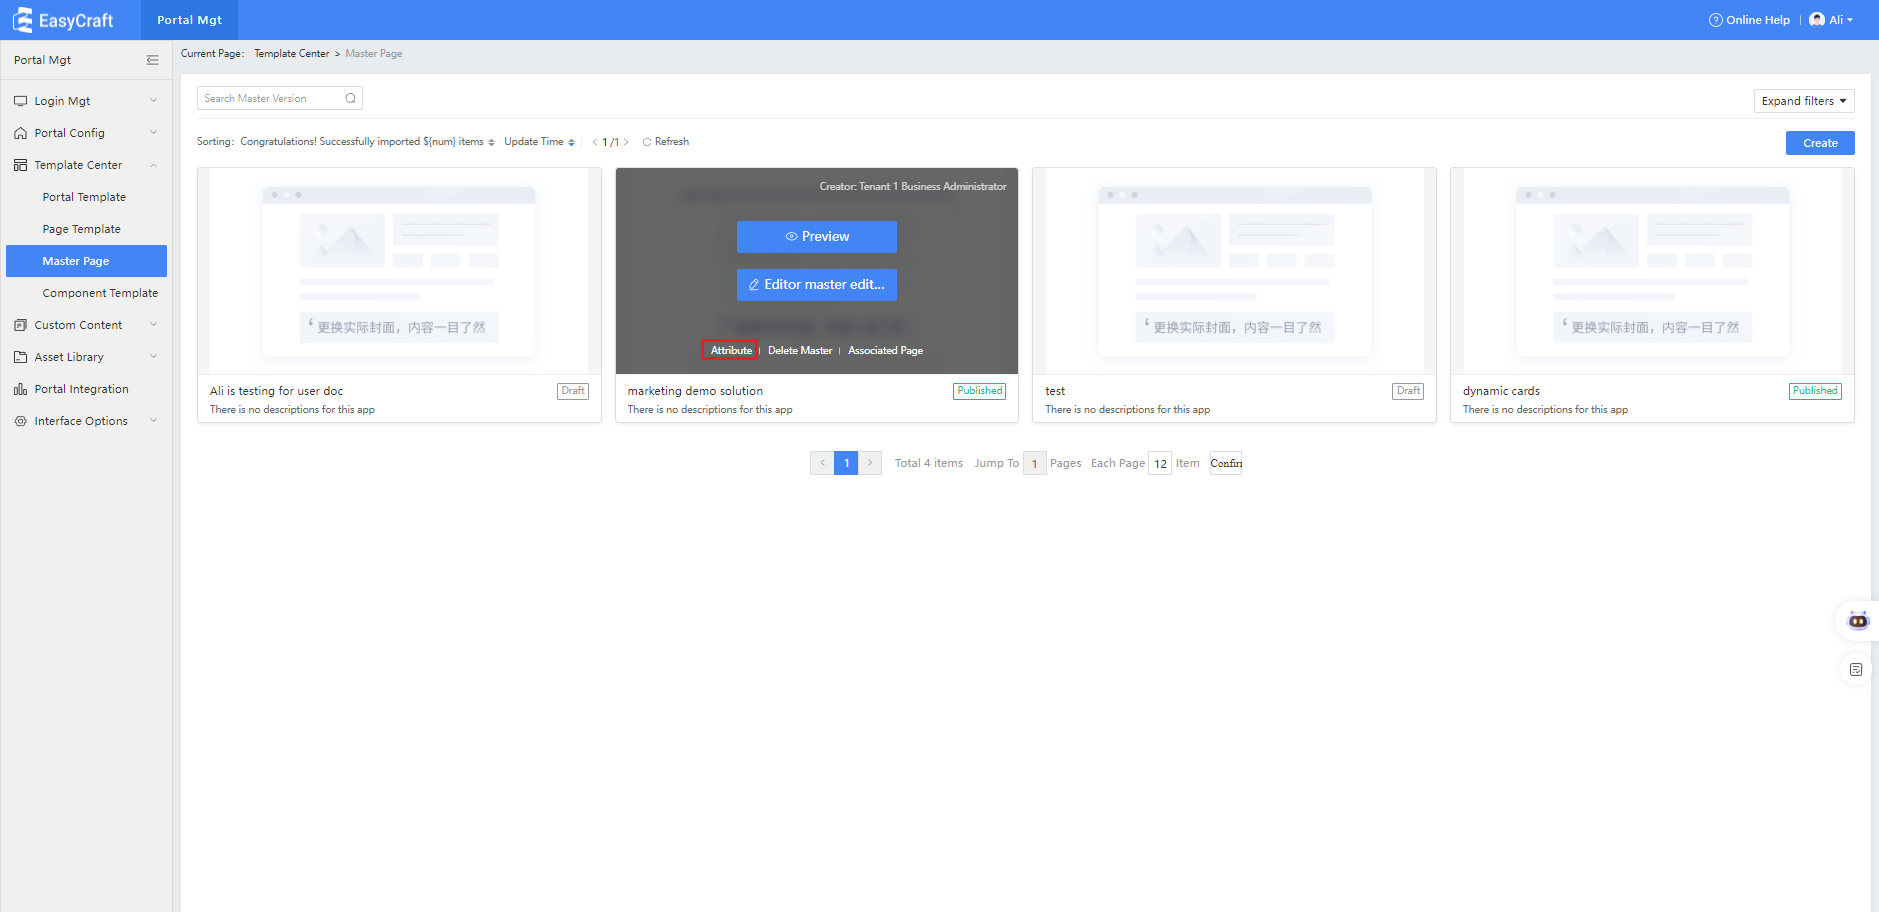 EasyCraft
Portal Mgt
Online Help | Ali
Portal Mgt
Login Mgt
Portal Config
Template Center
Portal Template
Page Template
Master Page
Component Template
Custom Content
Asset Library
Portal Integration
Interface Options
Current Page: Template Center > Master Page
Search Master Version
Expand filters
Sorting: Congratulations! Successfully imported ${num} items Update Time < 1 /1 > Refresh
Create
更换实际封面，内容一目了然
Ali is testing for user doc Draft
There is no descriptions for this app
Creator: Tenant 1 Business Administrator
Preview
Editor master edit...
Attribute | Delete Master | Associated Page
marketing demo solution Published
There is no descriptions for this app
更换实际封面，内容一目了然
test Draft
There is no descriptions for this app
更换实际封面，内容一目了然
dynamic cards Published
There is no descriptions for this app
< 1 > Total 4 items Jump To 1 Pages Each Page 12 Item Confirm